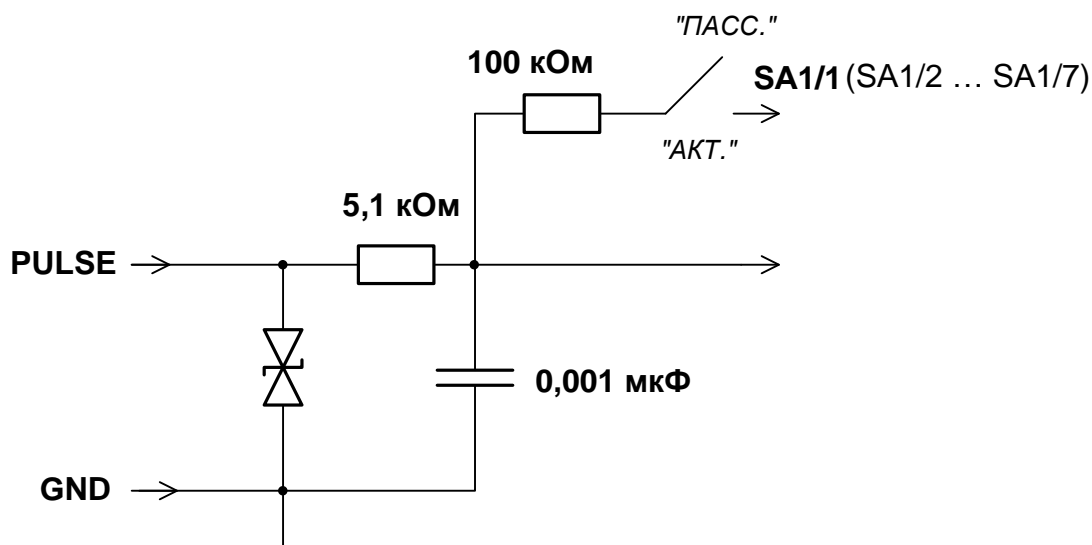 "ПАСС."
100 кОм
SA1/1 (SA1/2 … SA1/7)
"АКТ."
5,1 кОм
PULSE
0,001 мкФ
GND